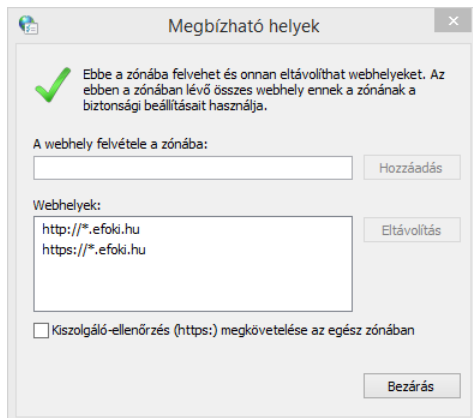 Megbízható helyek
Ebbe a zónába felvehet és onnan eltávolíthat webhelyeket. Az
ebben a zónában lévő összes webhely ennek a zónának a
biztonsági beállításait használja.
A webhely felvétele a zónába:
Hozzáadás
Webhelyek:
http://*.efoki.hu
https://*.efoki.hu
Eltávolítás
Kiszolgáló-ellenőrzés (https:) megkövetelése az egész zónában
Bezárás